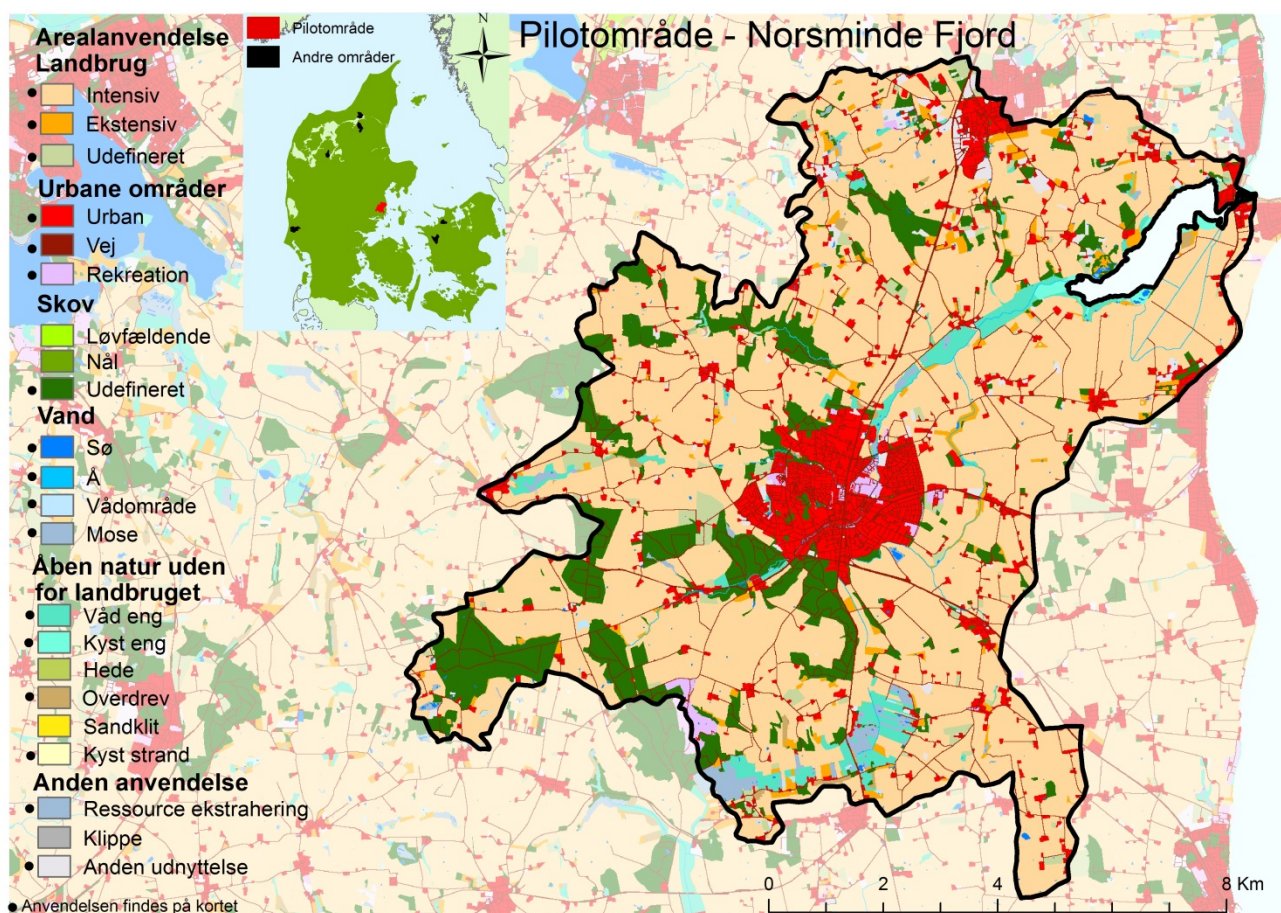 Pilotområde - Norsminde Fjord
Arealanvendelse
Landbrug
● Intensiv
● Ekstensiv
● Udefineret
Urbane områder
● Urban
● Vej
● Rekreation
Skov
Løvfældende
Nål
● Udefineret
Vand
● Sø
● Å
● Vådområde
● Mose
Åben natur uden
for landbruget
● Våd eng
● Kyst eng
Hede
● Overdrev
Sandklit
● Kyst strand
Anden anvendelse
● Ressource ekstrahering
Klippe
● Anden udnyttelse
● Anvendelsen findes på kortet
Pilotområde
Andre områder
N
0 2 4 8 Km